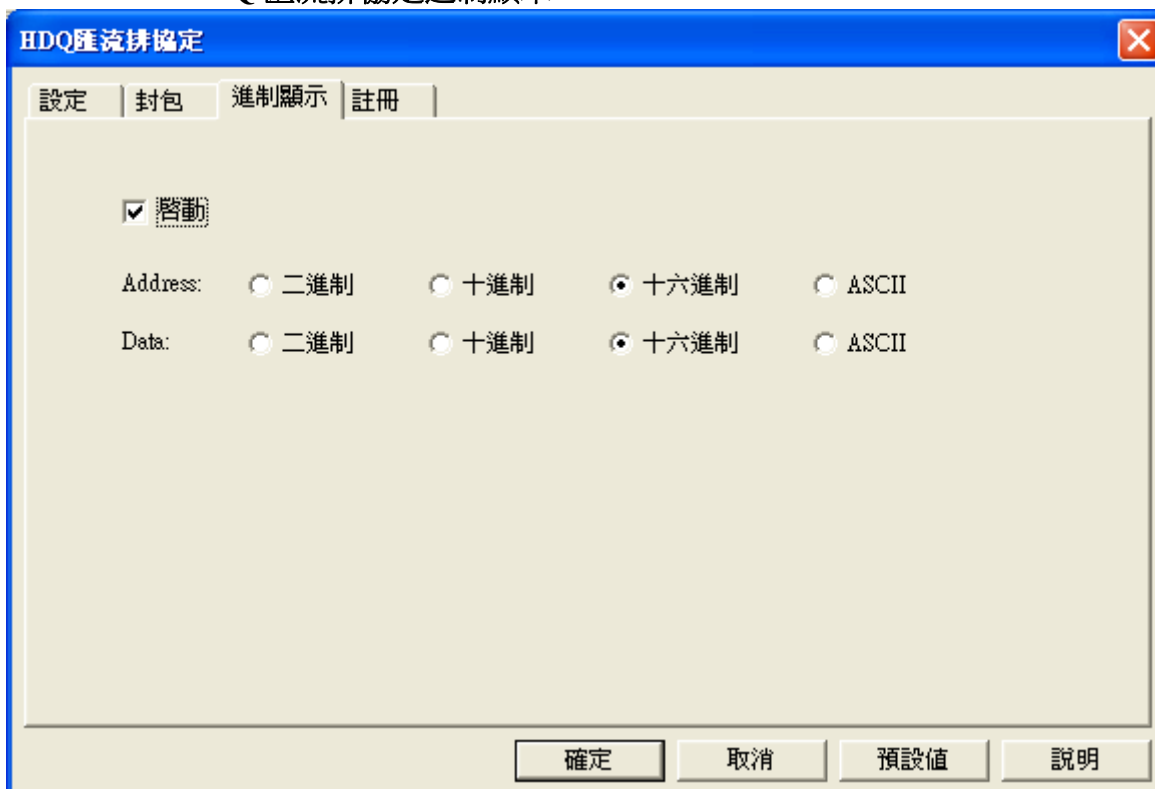 HDQ匯流排協定
設定 封包 進制顯示 註冊
啓動
Address: 二進制 十進制 十六進制 ASCII
Data: 二進制 十進制 十六進制 ASCII
確定 取消 預設值 說明